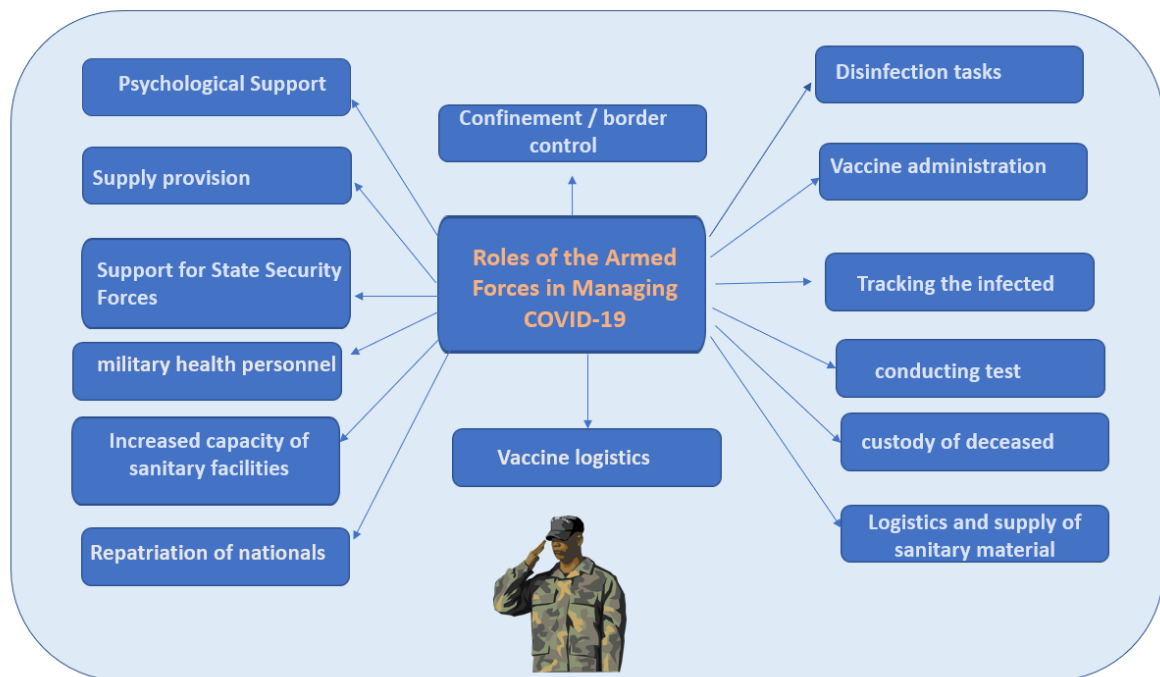 Psychological Support
Supply provision
Support for State Security
Forces
military health personnel
Increased capacity of
sanitary facilities
Repatriation of nationals
Confinement / border
control
Roles of the Armed
Forces in Managing
COVID-19
Vaccine logistics
Disinfection tasks
Vaccine administration
Tracking the infected
conducting test
custody of deceased
Logistics and supply of
sanitary material